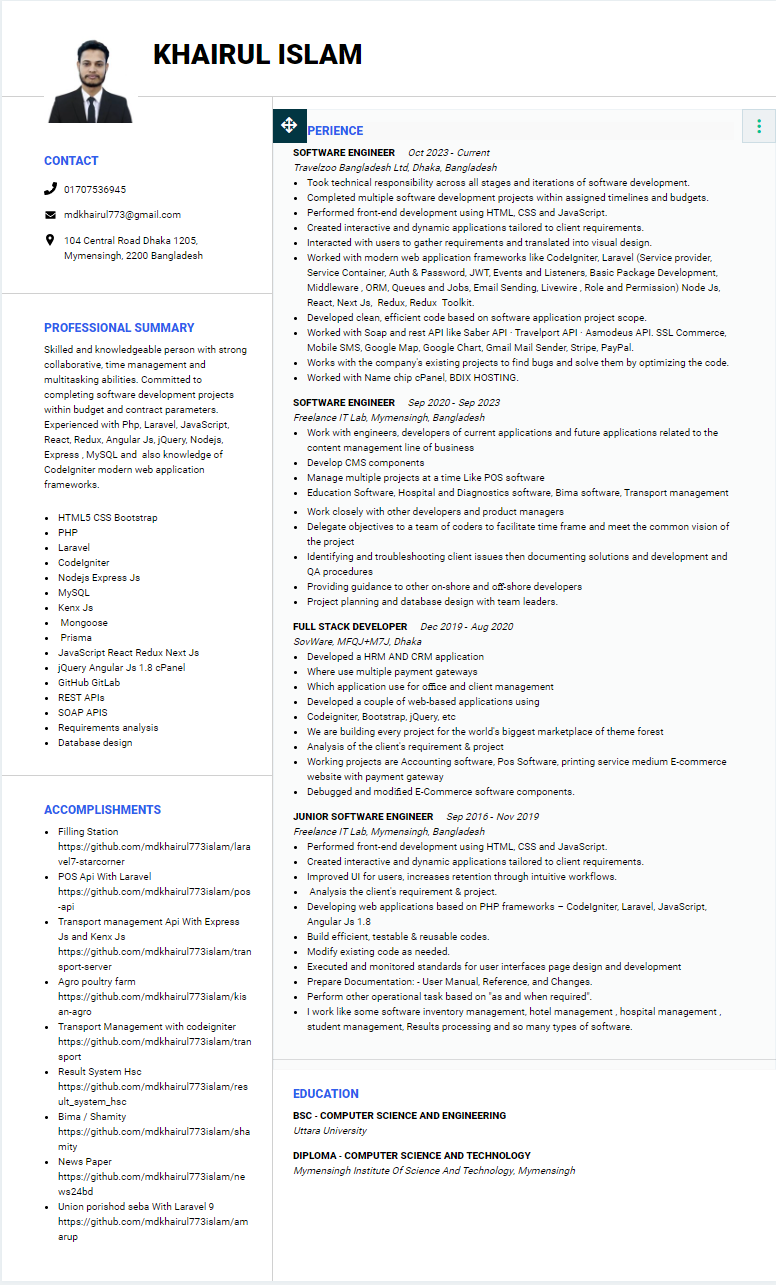 KHAIRUL ISLAM
CONTACT
01707536945
mdkhairul773@gmail.com
104 Central Road Dhaka 1205,
Mymensingh, 2200 Bangladesh
PROFESSIONAL SUMMARY
Skilled and knowledgeable person with strong
collaborative, time management and
multitasking abilities. Committed to
completing software development projects
within budget and contract parameters.
Experienced with Php, Laravel, JavaScript,
React, Redux, Angular Js, jQuery, Nodejs,
Express , MySQL and  also knowledge of
CodeIgniter modern web application
frameworks.
• HTML5 CSS Bootstrap
• PHP
• Laravel
• CodeIgniter
• Nodejs Express Js
• MySQL
• Kenx Js
• Mongoose
• Prisma
• JavaScript React Redux Next Js
• jQuery Angular Js 1.8 cPanel
• GitHub GitLab
• REST APIs
• SOAP APIS
• Requirements analysis
• Database design
ACCOMPLISHMENTS
• Filling Station
https://github.com/mdkhairul773islam/lara
vel7-starcorner
• POS Api With Laravel
https://github.com/mdkhairul773islam/pos
-api
• Transport management Api With Express
Js and Kenx Js
https://github.com/mdkhairul773islam/tran
sport-server
• Agro poultry farm
https://github.com/mdkhairul773islam/kis
an-agro
• Transport Management with codeigniter
https://github.com/mdkhairul773islam/tran
sport
• Result System Hsc
https://github.com/mdkhairul773islam/res
ult_system_hsc
• Bima / Shamity
https://github.com/mdkhairul773islam/sha
mity
• News Paper
https://github.com/mdkhairul773islam/ne
ws24bd
• Union porishod seba With Laravel 9
https://github.com/mdkhairul773islam/am
arup
PERIENCE
SOFTWARE ENGINEER Oct 2023 - Current
Travelzoo Bangladesh Ltd, Dhaka, Bangladesh
• Took technical responsibility across all stages and iterations of software development.
• Completed multiple software development projects within assigned timelines and budgets.
• Performed front-end development using HTML, CSS and JavaScript.
• Created interactive and dynamic applications tailored to client requirements.
• Interacted with users to gather requirements and translated into visual design.
• Worked with modern web application frameworks like CodeIgniter, Laravel (Service provider,
Service Container, Auth & Password, JWT, Events and Listeners, Basic Package Development,
Middleware , ORM, Queues and Jobs, Email Sending, Livewire , Role and Permission) Node Js,
React, Next Js,  Redux, Redux  Toolkit.
• Developed clean, efficient code based on software application project scope.
• Worked with Soap and rest API like Saber API · Travelport API · Asmodeus API. SSL Commerce,
Mobile SMS, Google Map, Google Chart, Gmail Mail Sender, Stripe, PayPal.
• Works with the company's existing projects to find bugs and solve them by optimizing the code.
• Worked with Name chip cPanel, BDIX HOSTING.
SOFTWARE ENGINEER Sep 2020 - Sep 2023
Freelance IT Lab, Mymensingh, Bangladesh
• Work with engineers, developers of current applications and future applications related to the
content management line of business
• Develop CMS components
• Manage multiple projects at a time Like POS software
• Education Software, Hospital and Diagnostics software, Bima software, Transport management
• Work closely with other developers and product managers
• Delegate objectives to a team of coders to facilitate time frame and meet the common vision of
the project
• Identifying and troubleshooting client issues then documenting solutions and development and
QA procedures
• Providing guidance to other on-shore and off-shore developers
• Project planning and database design with team leaders.
FULL STACK DEVELOPER Dec 2019 - Aug 2020
SovWare, MFQJ+M7J, Dhaka
• Developed a HRM AND CRM application
• Where use multiple payment gateways
• Which application use for office and client management
• Developed a couple of web-based applications using
• Codeigniter, Bootstrap, jQuery, etc
• We are building every project for the world's biggest marketplace of theme forest
• Analysis of the client's requirement & project
• Working projects are Accounting software, Pos Software, printing service medium E-commerce
website with payment gateway
• Debugged and modified E-Commerce software components.
JUNIOR SOFTWARE ENGINEER Sep 2016 - Nov 2019
Freelance IT Lab, Mymensingh, Bangladesh
• Performed front-end development using HTML, CSS and JavaScript.
• Created interactive and dynamic applications tailored to client requirements.
• Improved UI for users, increases retention through intuitive workflows.
• Analysis the client's requirement & project.
• Developing web applications based on PHP frameworks – CodeIgniter, Laravel, JavaScript,
Angular Js 1.8
• Build efficient, testable & reusable codes.
• Modify existing code as needed.
• Executed and monitored standards for user interfaces page design and development
• Prepare Documentation: - User Manual, Reference, and Changes.
• Perform other operational task based on "as and when required".
• I work like some software inventory management, hotel management , hospital management ,
student management, Results processing and so many types of software.
EDUCATION
BSC - COMPUTER SCIENCE AND ENGINEERING
Uttara University
DIPLOMA - COMPUTER SCIENCE AND TECHNOLOGY
Mymensingh Institute Of Science And Technology, Mymensingh